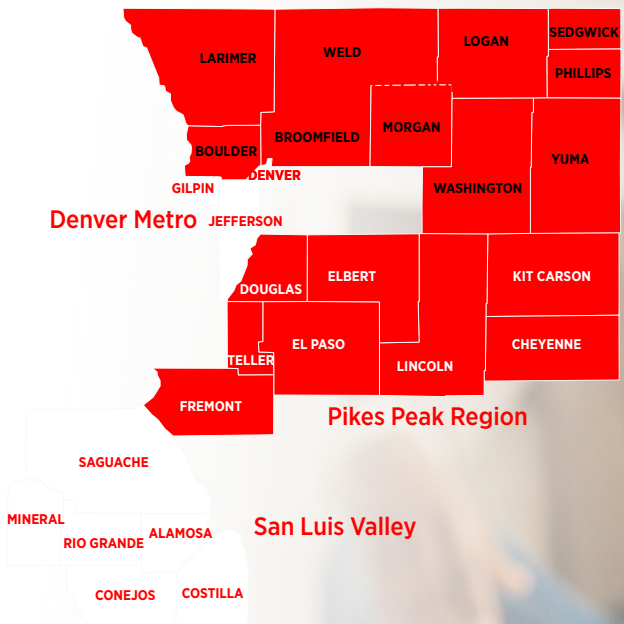 SEDGWICK
LOGAN
WELD
LARIMER
PHILLIPS
MORGAN
BROOMFIELD
BOULDER
YUMA
DENVER
WASHINGTON
GILPIN
Denver Metro
JEFFERSON
ELBERT
KIT CARSON
DOUGLAS
EL PASO
CHEYENNE
TELLER
LINCOLN
FREMONT
Pikes Peak Region
SAGUACHE
MINERAL
San Luis Valley
ALAMOSA
RIO GRANDE
CONEJOS
COSTILLA